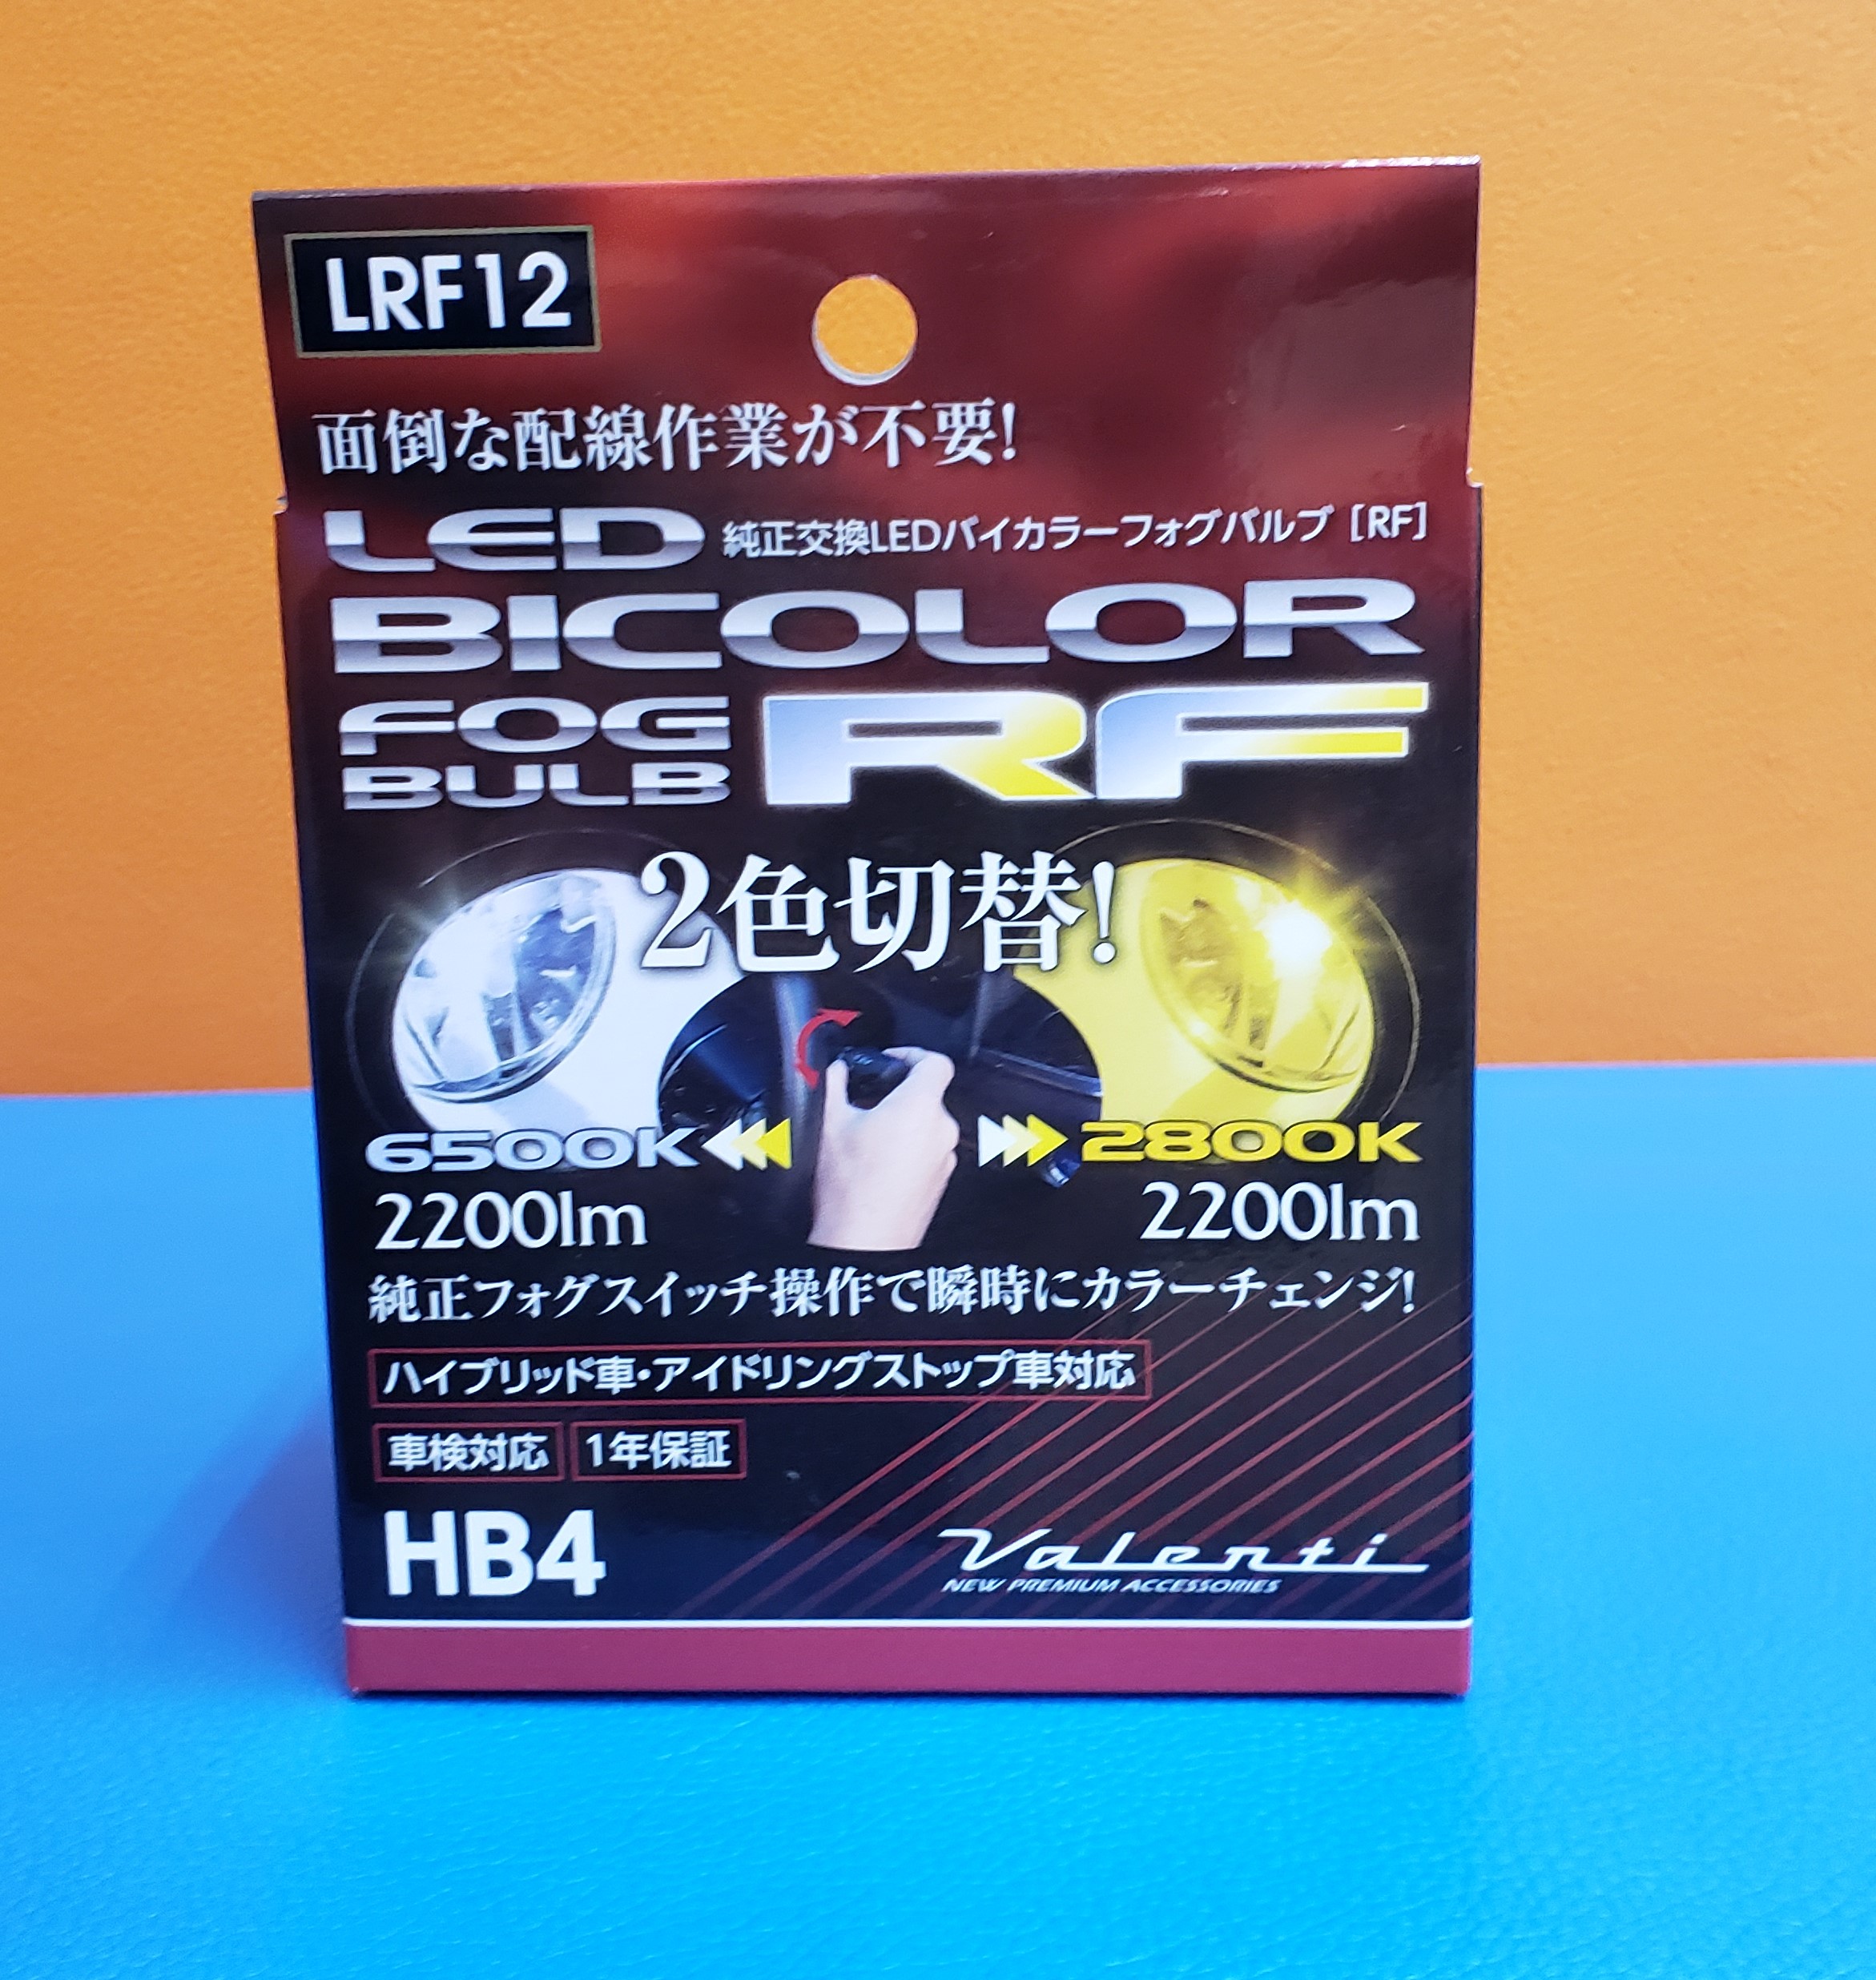 LRF12
面倒な配線作業が不要!
LED 純正交換LEDバイカラーフォグバルブ [RF]
BICOLOR
FOG
BULB RF
2色切替!
6500K 2800K
2200lm 2200lm
純正フォグスイッチ操作で瞬時にカラーチェンジ!
ハイブリッド車・アイドリングストップ車対応
車検対応 1年保証
HB4 Valenti
NEW PREMIUM ACCESSORIES